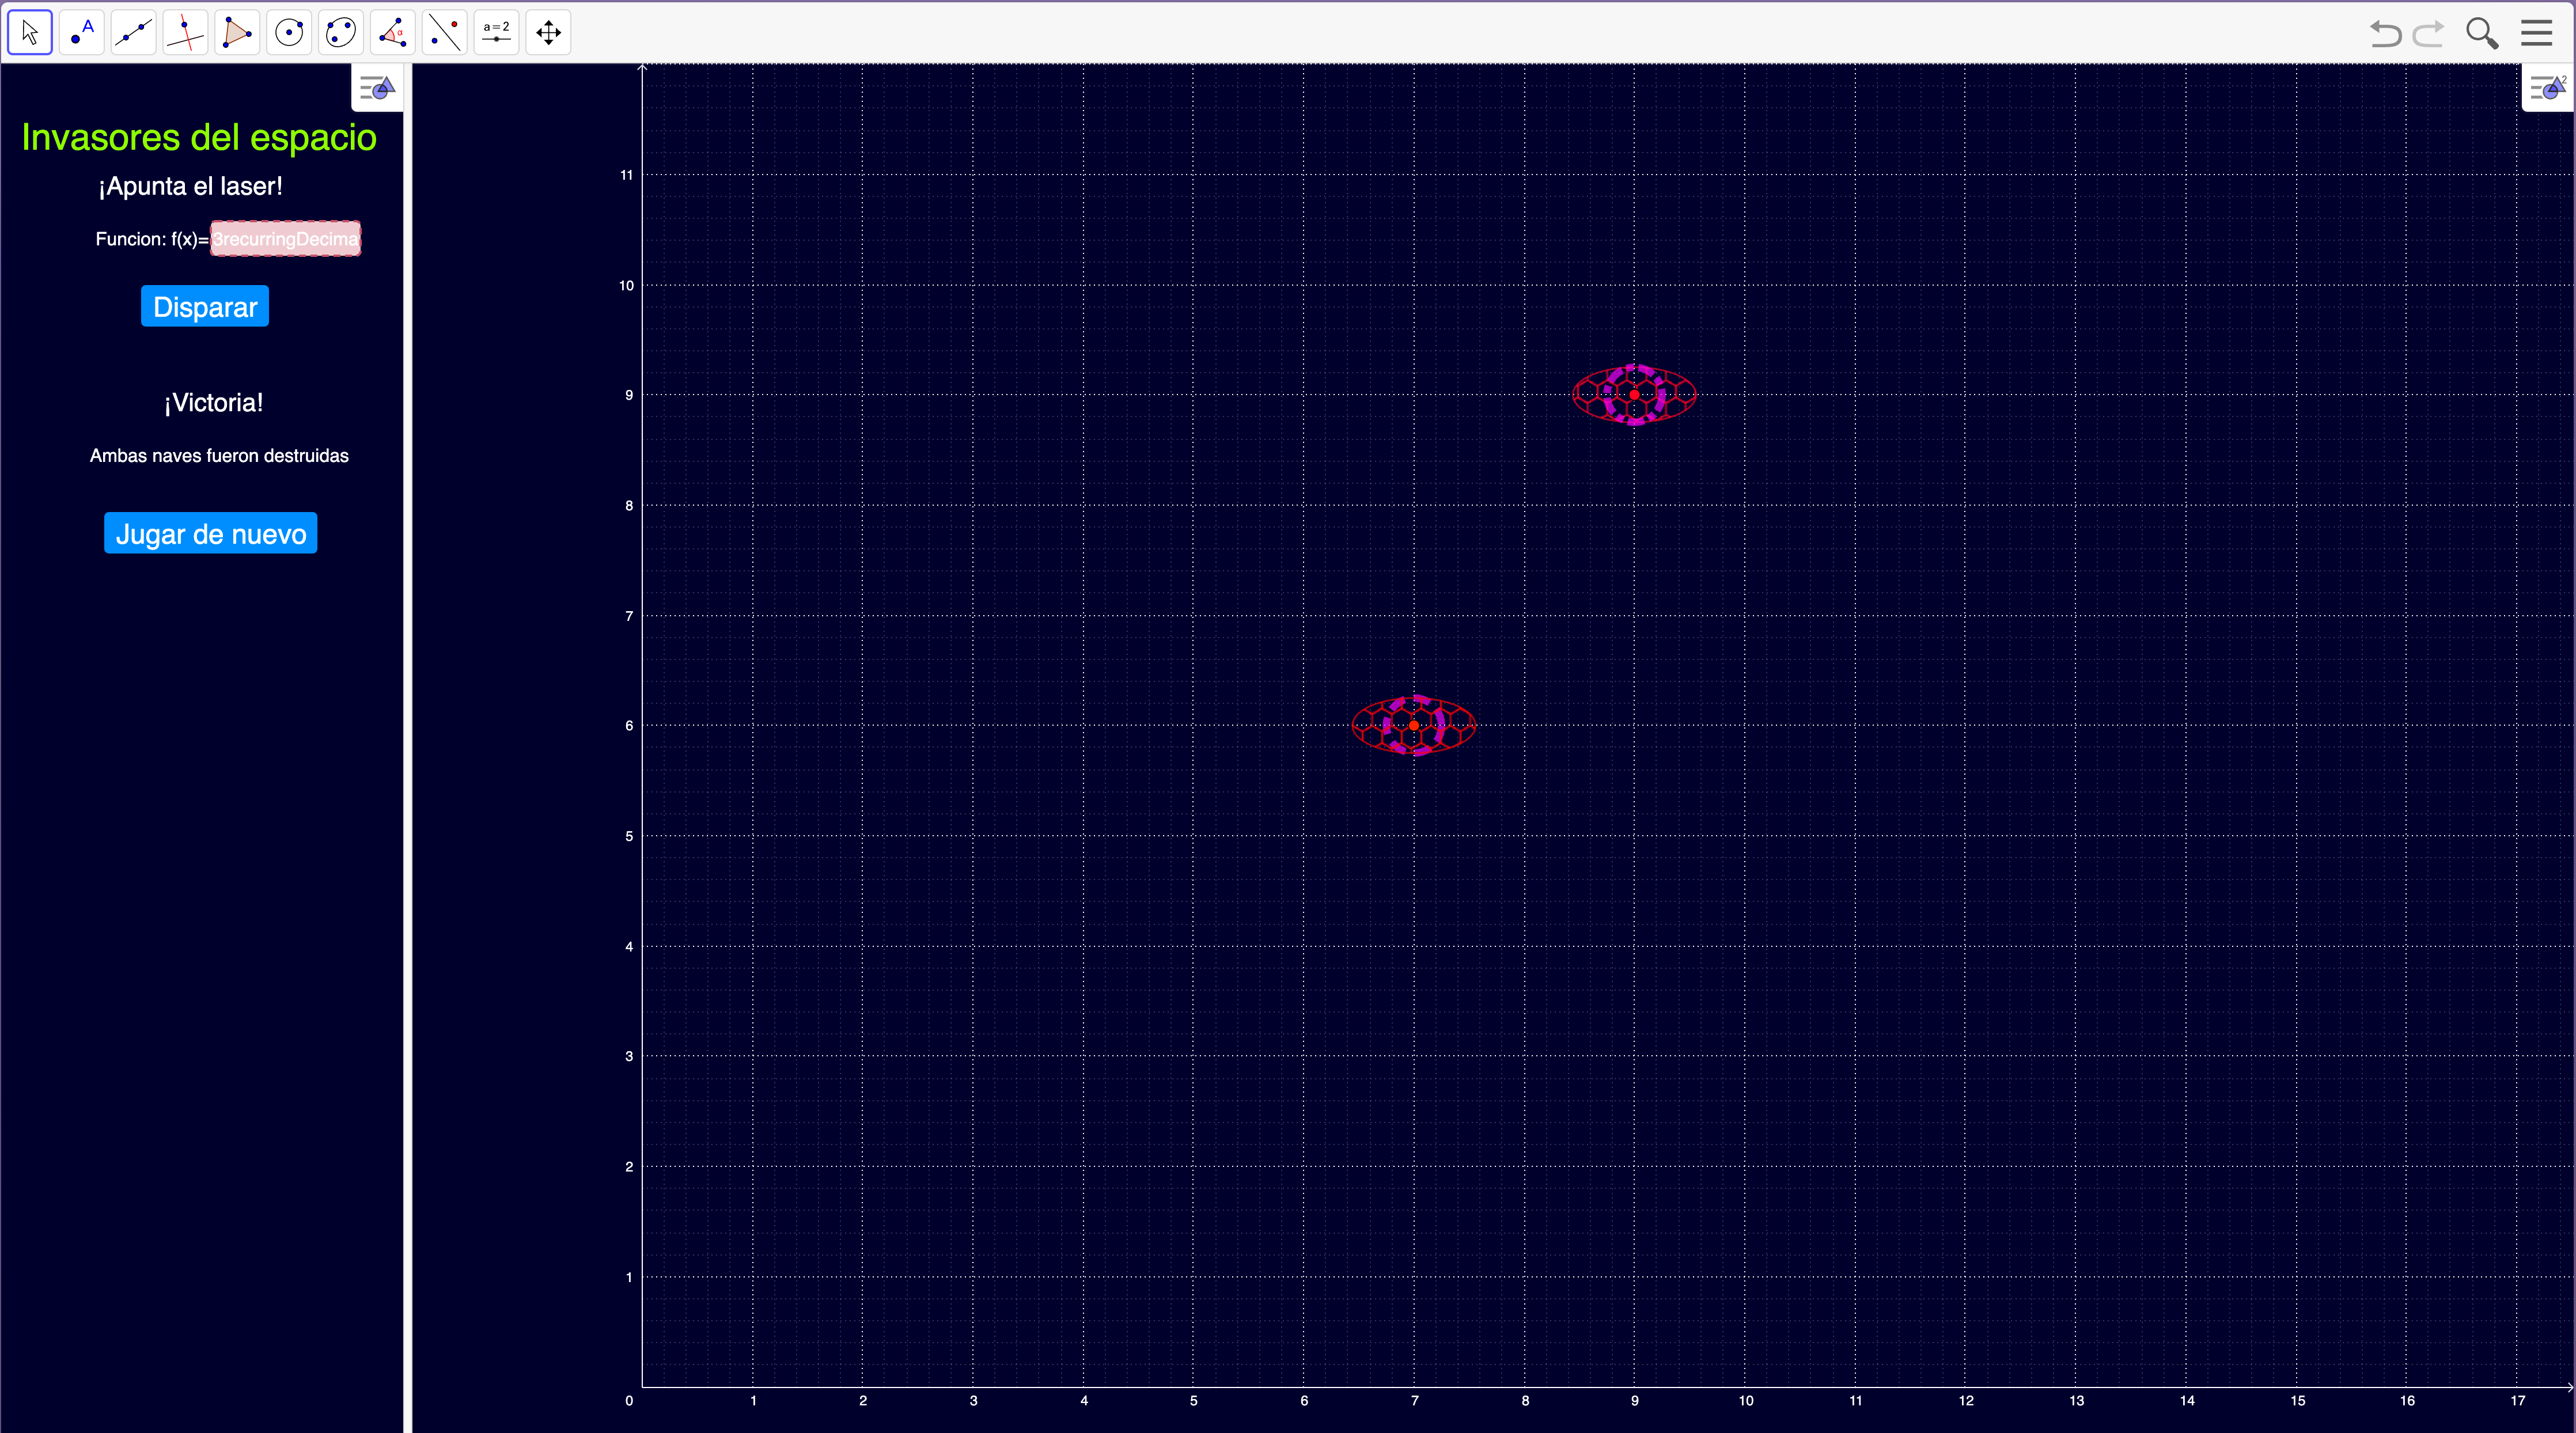 A
α
a = 2
2
Invasores del espacio
¡Apunta el laser!
Funcion: f(x)=3recurringDecima
Disparar
¡Victoria!
Ambas naves fueron destruidas
Jugar de nuevo
11
10
9
8
7
6
5
4
3
2
1
0 1 2 3 4 5 6 7 8 9 10 11 12 13 14 15 16 17